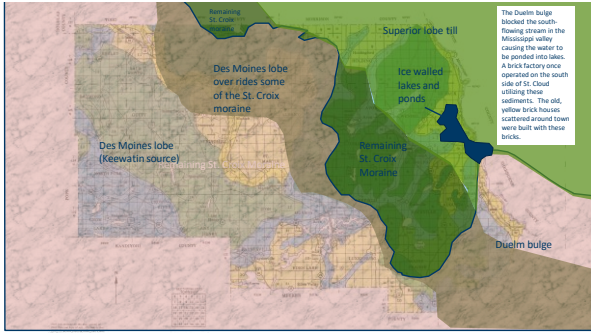 Remaining
St. Croix
moraine
Superior lobe till
The Duelm bulge
blocked the south-
flowing stream in the
Mississippi valley
causing the water to
be ponded into lakes.
A brick factory once
operated on the south
side of St. Cloud
utilizing these
sediments. The old,
yellow brick houses
scattered around town
were built with these
bricks.
Des Moines lobe
over rides some
of the St. Croix
moraine
Ice walled
lakes and
ponds
Des Moines lobe
(Keewatin source)
Remaining St.
Remaining
St. Croix
Moraine
Duelm bulge